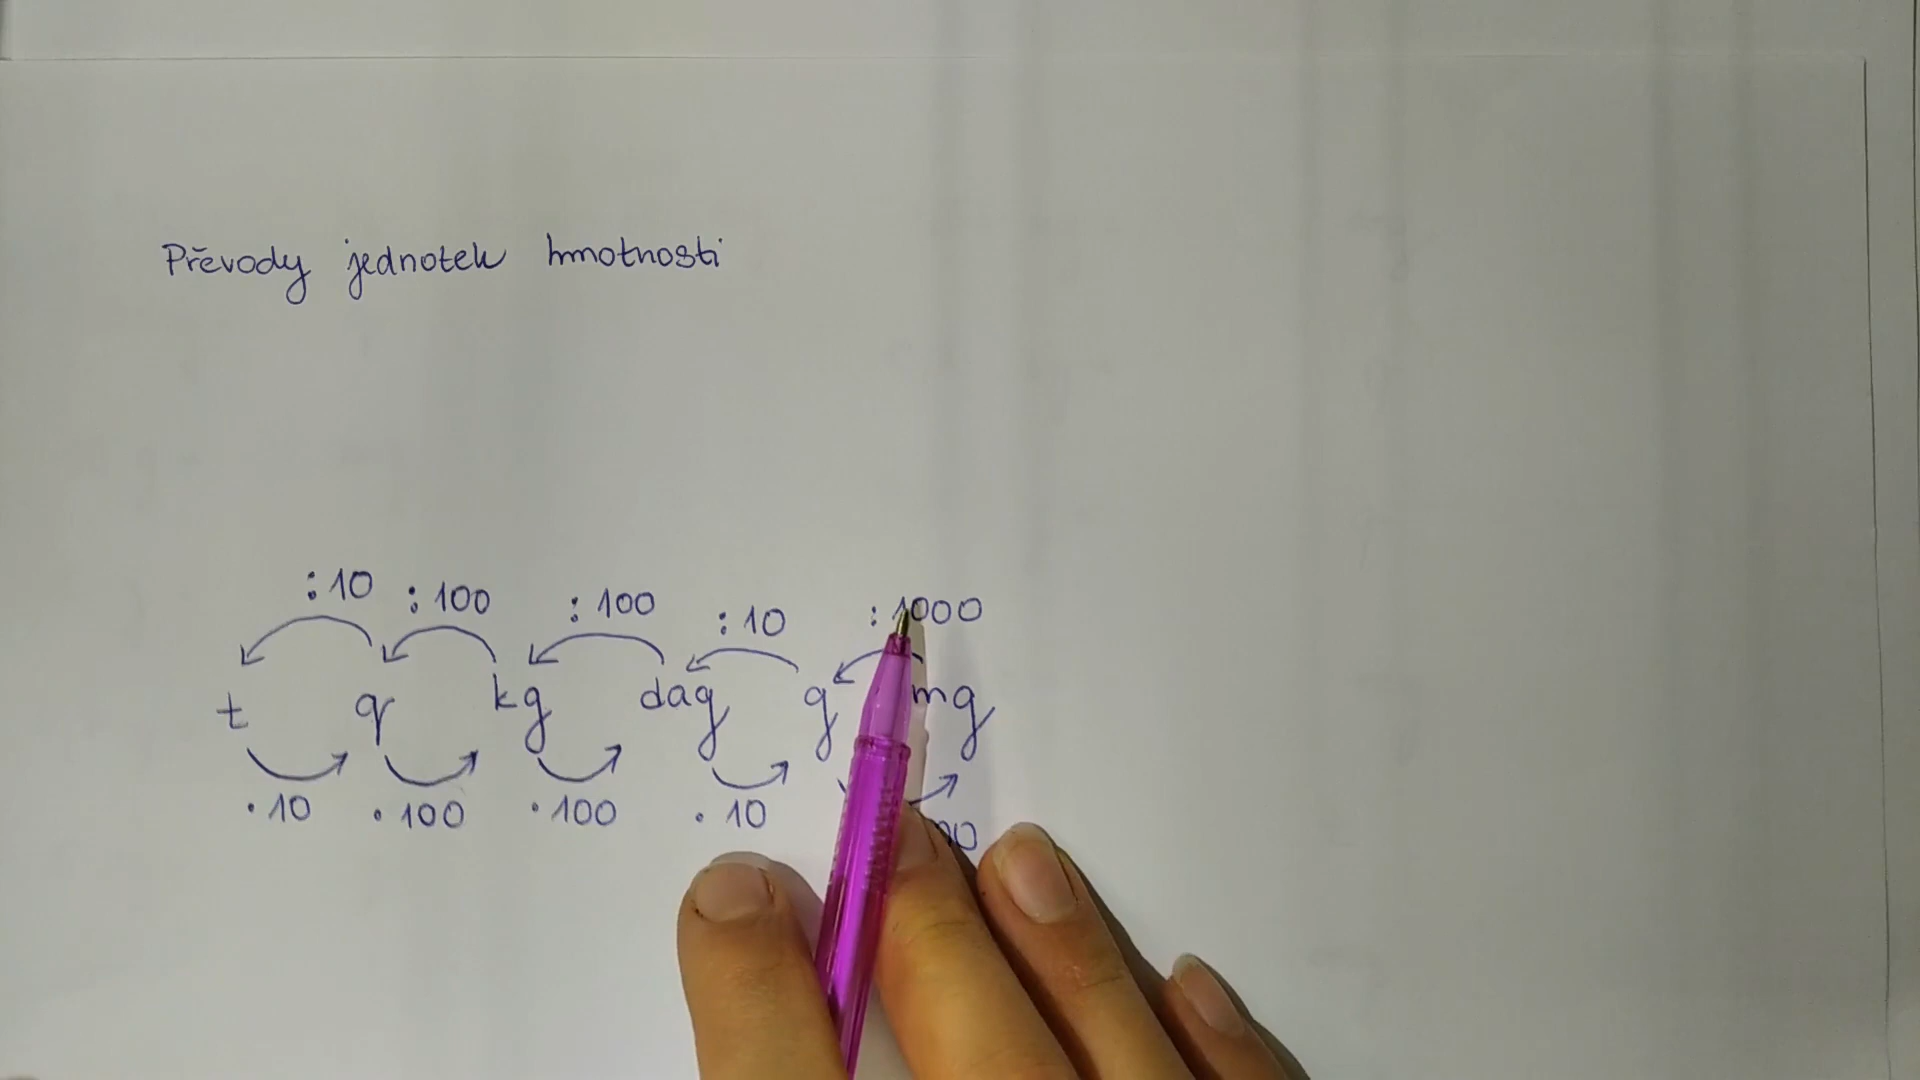 Převody jednotek hmotnosti
:10 :100 :100 :10 :1000
t q kg dag g mg
·10 ·100 ·100 ·10